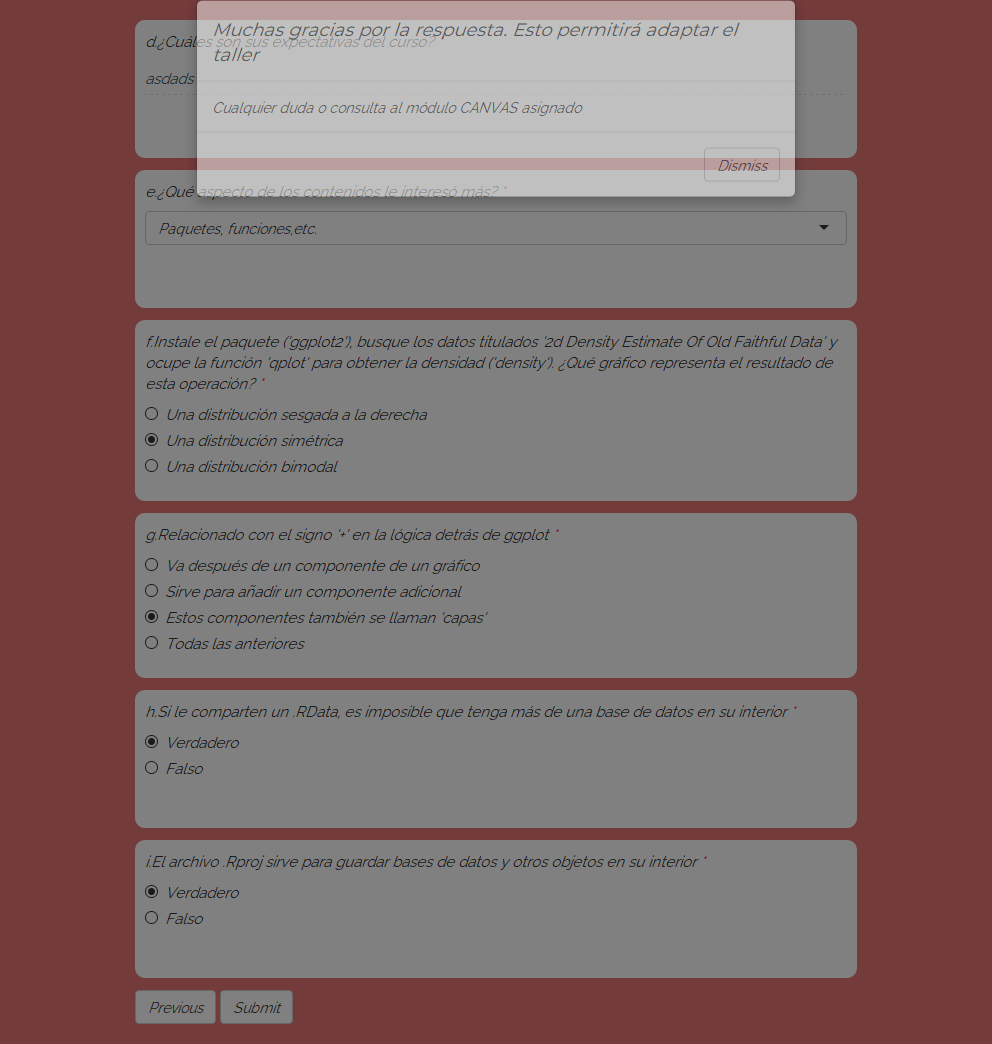 Muchas gracias por la respuesta. Esto permitirá adaptar el
taller
Cualquier duda o consulta al módulo CANVAS asignado
Dismiss
d.¿Cuáles son sus expectativas del curso?
asdads
e.¿Qué aspecto de los contenidos le interesó más? *
Paquetes, funciones,etc.
f.Instale el paquete ('ggplot2'), busque los datos titulados '2d Density Estimate Of Old Faithful Data' y
ocupe la función 'qplot' para obtener la densidad ('density'). ¿Qué gráfico representa el resultado de
esta operación? *
Una distribución sesgada a la derecha
Una distribución simétrica
Una distribución bimodal
g.Relacionado con el signo '+' en la lógica detrás de ggplot *
Va después de un componente de un gráfico
Sirve para añadir un componente adicional
Estos componentes también se llaman 'capas'
Todas las anteriores
h.Si le comparten un .RData, es imposible que tenga más de una base de datos en su interior *
Verdadero
Falso
i.El archivo .Rproj sirve para guardar bases de datos y otros objetos en su interior *
Verdadero
Falso
Previous
Submit